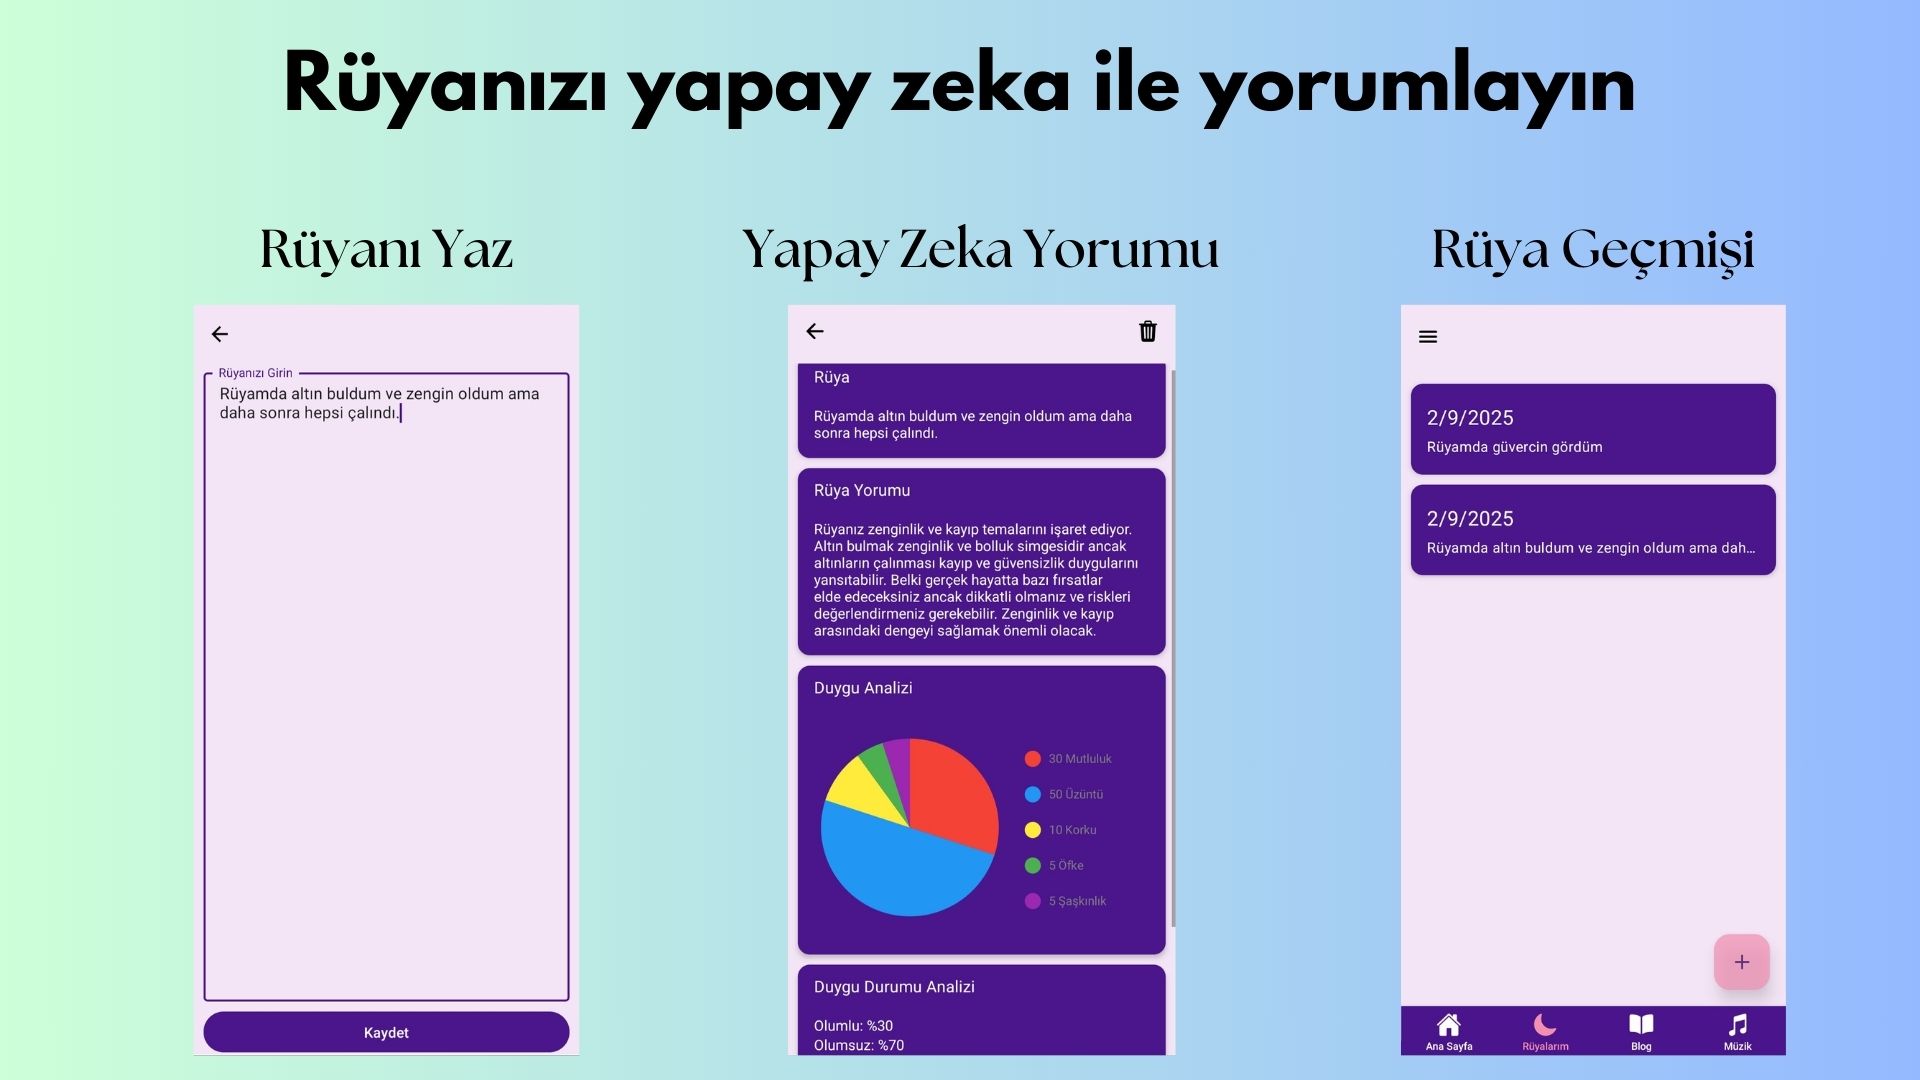 Rüyanızı yapay zeka ile yorumlayın
Rüyanı Yaz
Rüyanızı Girin
Rüyamda altın buldum ve zengin oldum ama
daha sonra hepsi çalındı.
Kaydet
Yapay Zeka Yorumu
Rüya
Rüyamda altın buldum ve zengin oldum ama daha
sonra hepsi çalındı.
Rüya Yorumu
Rüyanız zenginlik ve kayıp temalarını işaret ediyor.
Altın bulmak zenginlik ve bolluk simgesidir ancak
altınların çalınması kayıp ve güvensizlik duygularını
yansıtabilir. Belki gerçek hayatta bazı fırsatlar
elde edeceksiniz ancak dikkatli olmanız ve riskleri
değerlendirmeniz gerekebilir. Zenginlik ve kayıp
arasındaki dengeyi sağlamak önemli olacak.
Duygu Analizi
30 Mutluluk
50 Üzüntü
10 Korku
5 Öfke
5 Şaşkınlık
Duygu Durumu Analizi
Olumlu: %30
Olumsuz: %70
Rüya Geçmişi
2/9/2025
Rüyamda güvercin gördüm
2/9/2025
Rüyamda altın buldum ve zengin oldum ama dah...
Ana Sayfa
Rüyalarım
Blog
Müzik